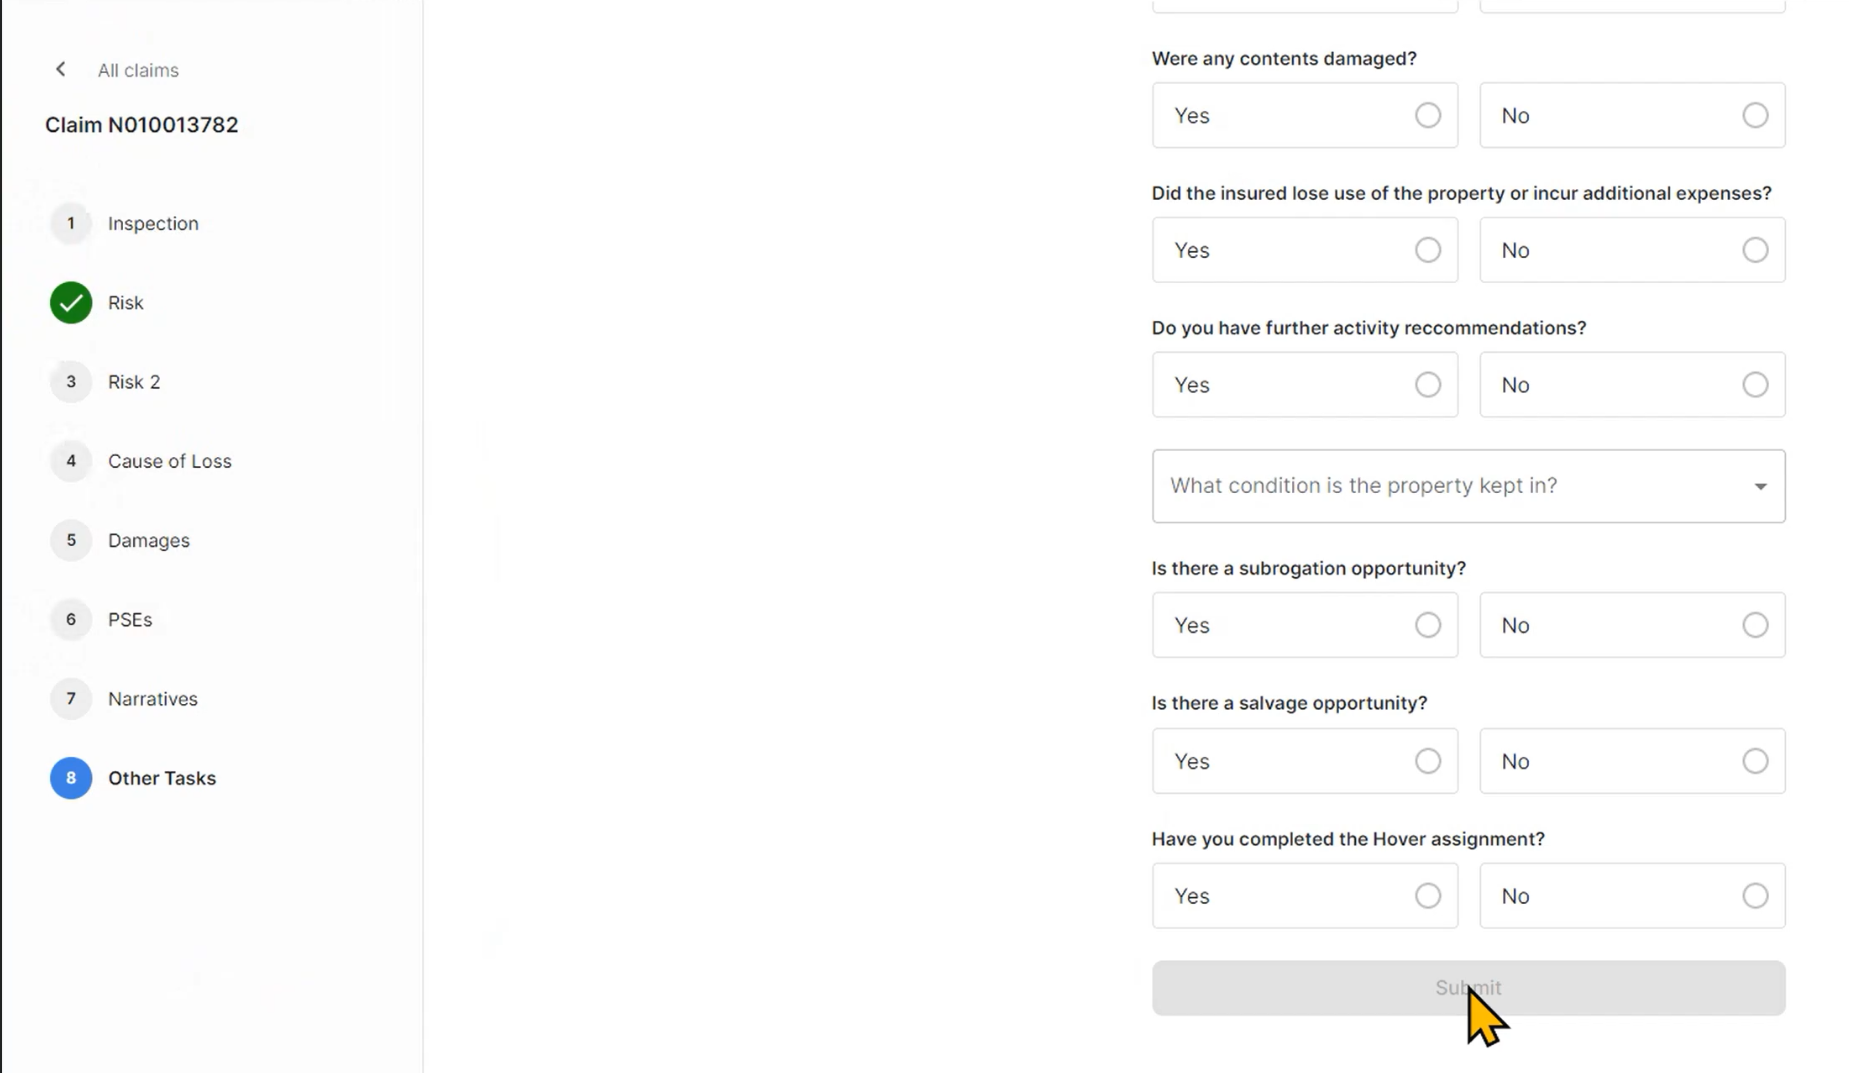 All claims
Claim N010013782
1 Inspection
Risk
3 Risk 2
4 Cause of Loss
5 Damages
6 PSEs
7 Narratives
8 Other Tasks
Were any contents damaged?
Yes No
Did the insured lose use of the property or incur additional expenses?
Yes No
Do you have further activity reccommendations?
Yes No
What condition is the property kept in?
Is there a subrogation opportunity?
Yes No
Is there a salvage opportunity?
Yes No
Have you completed the Hover assignment?
Yes No
Submit